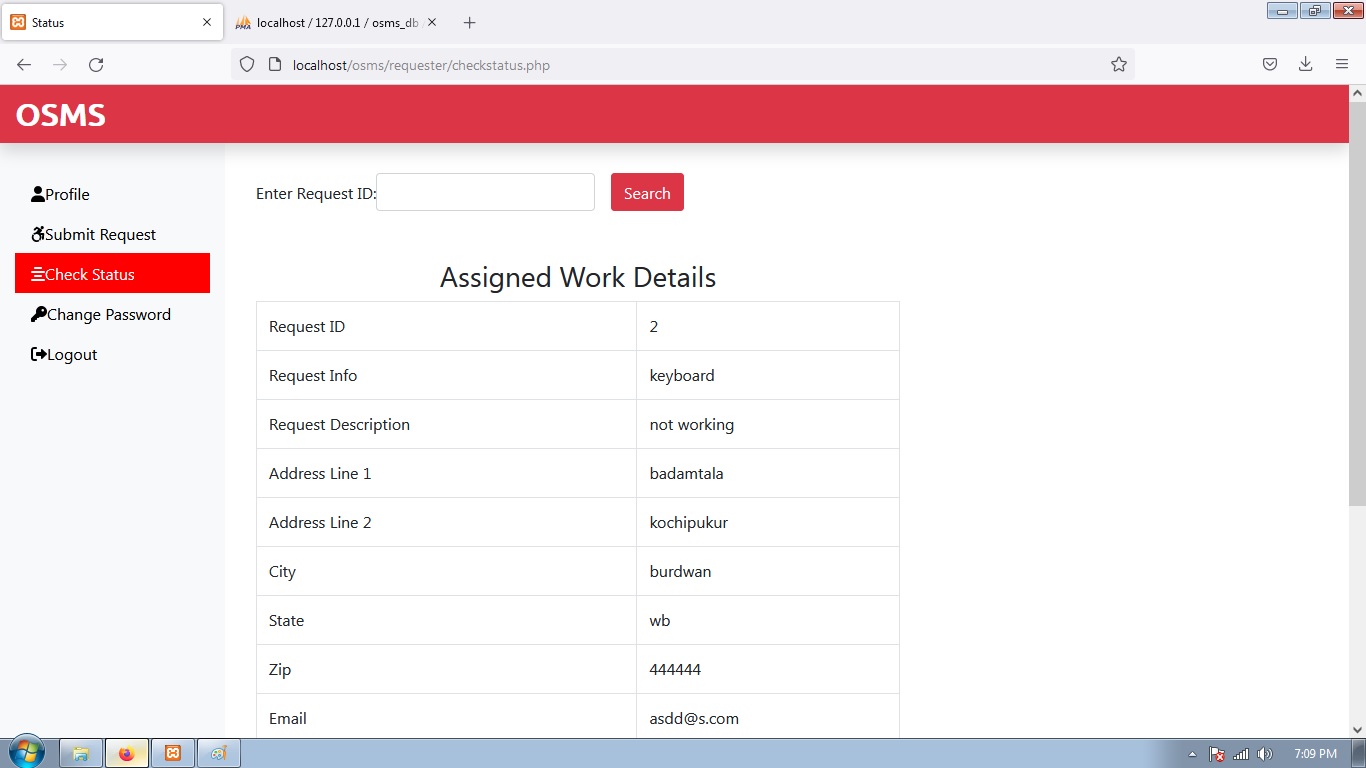 Status
localhost / 127.0.0.1 / osms_db
localhost/osms/requester/checkstatus.php
OSMS
Profile
Submit Request
Check Status
Change Password
Logout
Enter Request ID:
Search
Assigned Work Details
Request ID 2
Request Info keyboard
Request Description not working
Address Line 1 badamtala
Address Line 2 kochipukur
City burdwan
State wb
Zip 444444
Email asdd@s.com
7:09 PM